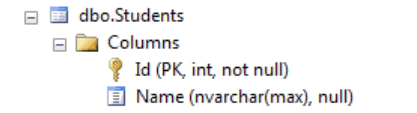 dbo.Students
Columns
Id (PK, int, not null)
Name (nvarchar(max), null)